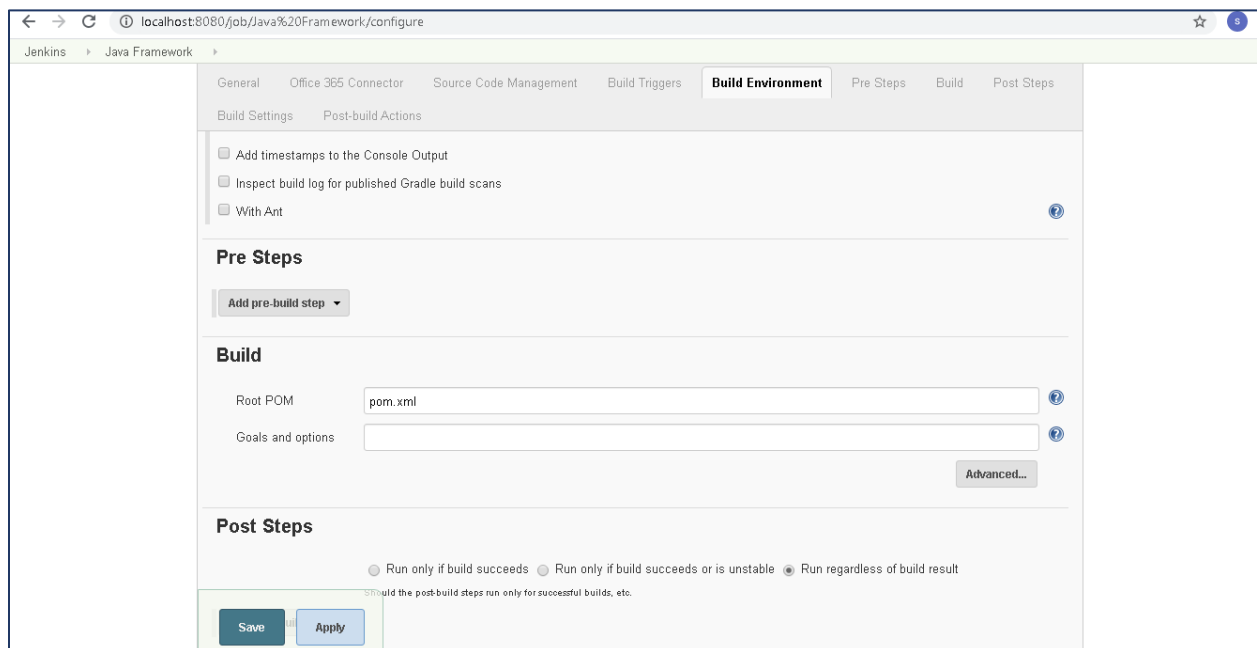 localhost:8080/job/Java%20Framework/configure
S
Jenkins Java Framework
General Office 365 Connector Source Code Management Build Triggers Build Environment Pre Steps Build Post Steps
Build Settings Post-build Actions
Add timestamps to the Console Output
Inspect build log for published Gradle build scans
With Ant
Pre Steps
Add pre-build step
Build
Root POM pom.xml
Goals and options
Advanced...
Post Steps
Run only if build succeeds Run only if build succeeds or is unstable Run regardless of build result
Should the post-build steps run only for successful builds, etc.
Save Apply